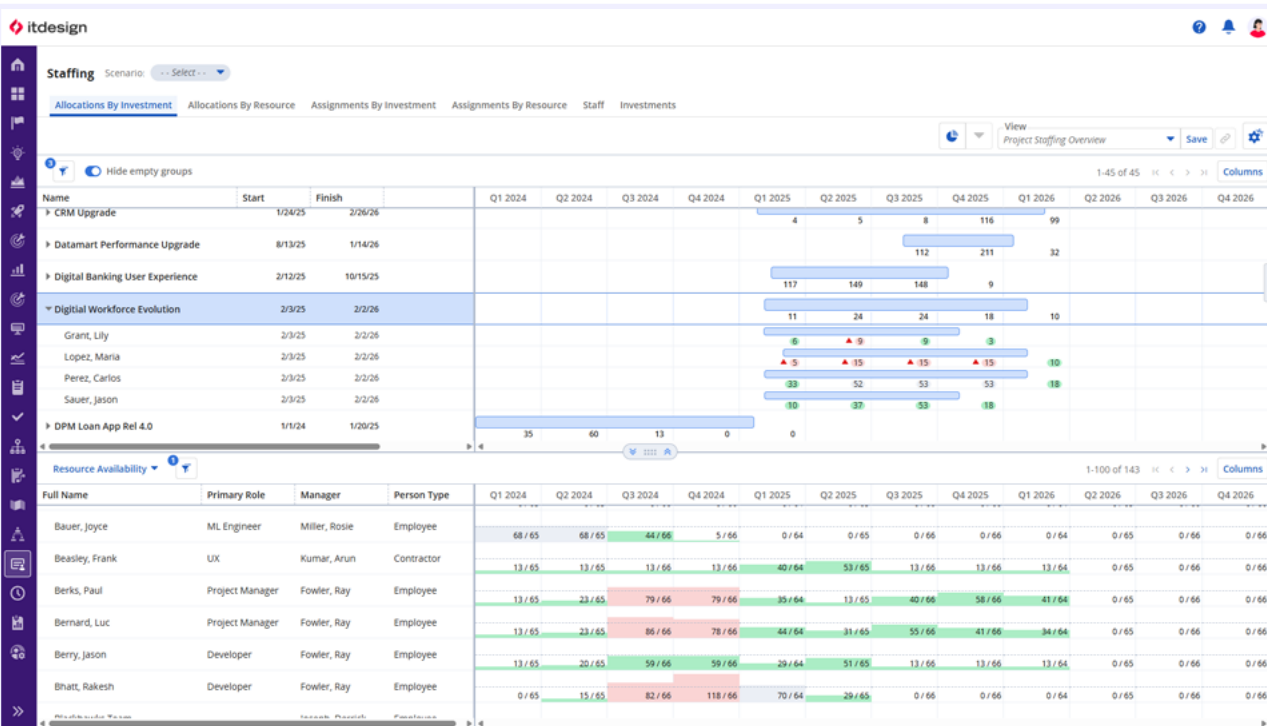 itdesign
Staffing Scenario: - - Select - -
Allocations By Investment Allocations By Resource Assignments By Investment Assignments By Resource Staff Investments
View
Project Staffing Overview Save
3 Hide empty groups 1-45 of 45 Columns
Name Start Finish Q1 2024 Q2 2024 Q3 2024 Q4 2024 Q1 2025 Q2 2025 Q3 2025 Q4 2025 Q1 2026 Q2 2026 Q3 2026 Q4 2026
CRM Upgrade 1/24/25 2/26/26 4 5 8 116 99
Datamart Performance Upgrade 8/13/25 1/14/26 112 211 32
Digital Banking User Experience 2/12/25 10/15/25 117 149 148 9
Digitial Workforce Evolution 2/3/25 2/2/26 11 24 24 18 10
Grant, Lily 2/3/25 2/2/26 6 9 9 3
Lopez, Maria 2/3/25 2/2/26 5 15 15 15 10
Perez, Carlos 2/3/25 2/2/26 33 52 53 53 18
Sauer, Jason 2/3/25 2/2/26 10 37 53 18
DPM Loan App Rel 4.0 1/1/24 1/20/25 35 60 13 0 0
Resource Availability 1 1-100 of 143 Columns
Full Name Primary Role Manager Person Type Q1 2024 Q2 2024 Q3 2024 Q4 2024 Q1 2025 Q2 2025 Q3 2025 Q4 2025 Q1 2026 Q2 2026 Q3 2026 Q4 2026
Bauer, Joyce ML Engineer Miller, Rosie Employee 68 / 65 68 / 65 44 / 66 5 / 66 0 / 64 0 / 65 0 / 66 0 / 66 0 / 64 0 / 65 0 / 66 0 / 66
Beasley, Frank UX Kumar, Arun Contractor 13 / 65 13 / 65 13 / 66 13 / 66 40 / 64 53 / 65 13 / 66 13 / 66 13 / 64 0 / 65 0 / 66 0 / 66
Berks, Paul Project Manager Fowler, Ray Employee 13 / 65 23 / 65 79 / 66 79 / 66 35 / 64 13 / 65 40 / 66 58 / 66 41 / 64 0 / 65 0 / 66 0 / 66
Bernard, Luc Project Manager Fowler, Ray Employee 13 / 65 23 / 65 86 / 66 78 / 66 44 / 64 31 / 65 55 / 66 41 / 66 34 / 64 0 / 65 0 / 66 0 / 66
Berry, Jason Developer Fowler, Ray Employee 13 / 65 20 / 65 59 / 66 59 / 66 29 / 64 51 / 65 13 / 66 13 / 66 13 / 64 0 / 65 0 / 66 0 / 66
Bhatt, Rakesh Developer Fowler, Ray Employee 0 / 65 15 / 65 82 / 66 118 / 66 70 / 64 29 / 65 0 / 66 0 / 66 0 / 64 0 / 65 0 / 66 0 / 66